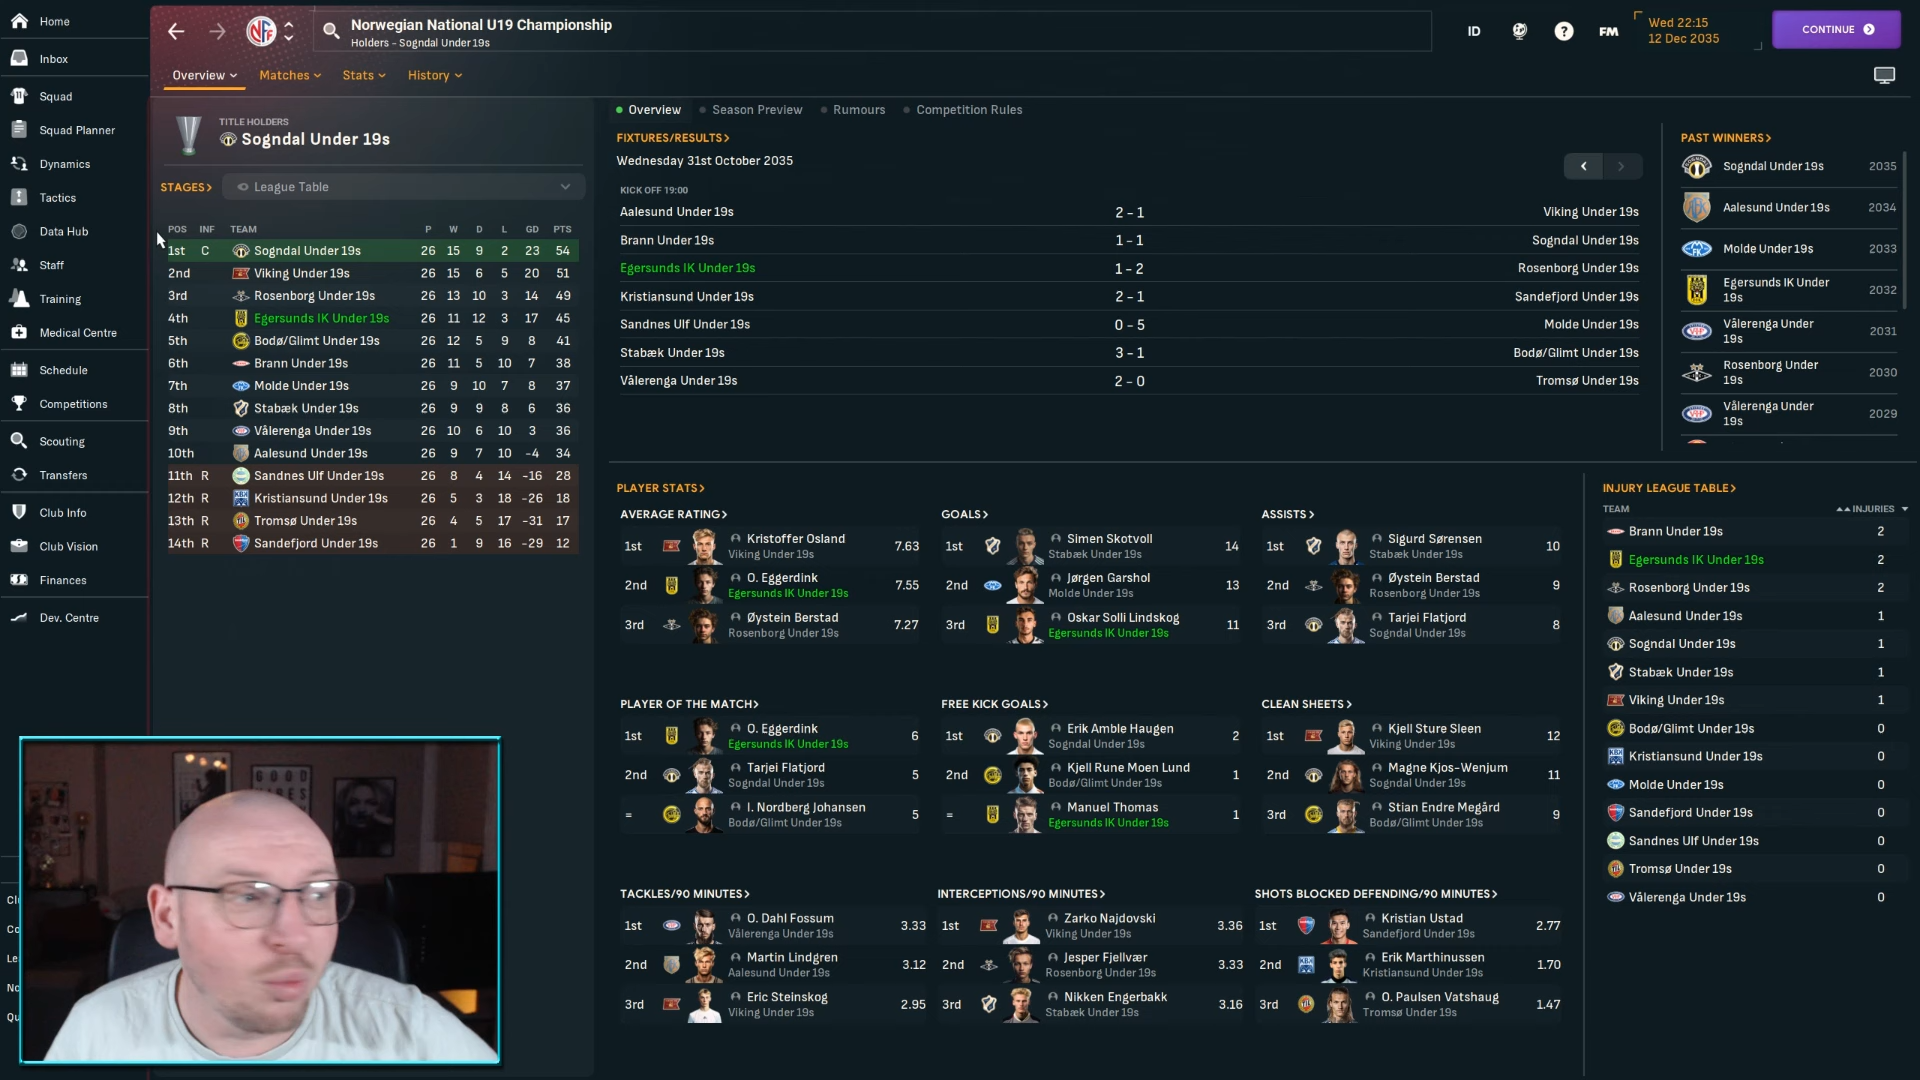 Home
Inbox
Squad
Squad Planner
Dynamics
Tactics
Data Hub
Staff
Training
Medical Centre
Schedule
Competitions
Scouting
Transfers
Club Info
Club Vision
Finances
Dev. Centre
Norwegian National U19 Championship
Holders - Sogndal Under 19s
ID
?
FM
Wed 22:15
12 Dec 2035
CONTINUE
Overview
Matches
Stats
History
TITLE HOLDERS
Sogndal Under 19s
STAGES>
League Table
POS INF TEAM P W D L GD PTS
1st C Sogndal Under 19s 26 15 9 2 23 54
2nd Viking Under 19s 26 15 6 5 20 51
3rd Rosenborg Under 19s 26 13 10 3 14 49
4th Egersunds IK Under 19s 26 11 12 3 17 45
5th Bodø/Glimt Under 19s 26 12 5 9 8 41
6th Brann Under 19s 26 11 5 10 7 38
7th Molde Under 19s 26 9 10 7 8 37
8th Stabæk Under 19s 26 9 9 8 6 36
9th Vålerenga Under 19s 26 10 6 10 3 36
10th Aalesund Under 19s 26 9 7 10 -4 34
11th R Sandnes Ulf Under 19s 26 8 4 14 -16 28
12th R Kristiansund Under 19s 26 5 3 18 -26 18
13th R Tromsø Under 19s 26 4 5 17 -31 17
14th R Sandefjord Under 19s 26 1 9 16 -29 12
Overview
Season Preview
Rumours
Competition Rules
FIXTURES/RESULTS>
Wednesday 31st October 2035
KICK OFF 19:00
Aalesund Under 19s 2 - 1 Viking Under 19s
Brann Under 19s 1 - 1 Sogndal Under 19s
Egersunds IK Under 19s 1 - 2 Rosenborg Under 19s
Kristiansund Under 19s 2 - 1 Sandefjord Under 19s
Sandnes Ulf Under 19s 0 - 5 Molde Under 19s
Stabæk Under 19s 3 - 1 Bodø/Glimt Under 19s
Vålerenga Under 19s 2 - 0 Tromsø Under 19s
PAST WINNERS>
Sogndal Under 19s 2035
Aalesund Under 19s 2034
Molde Under 19s 2033
Egersunds IK Under
19s 2032
Vålerenga Under
19s 2031
Rosenborg Under
19s 2030
Vålerenga Under
19s 2029
PLAYER STATS>
AVERAGE RATING>
1st Kristoffer Osland 7.63
Viking Under 19s
2nd O. Eggerdink 7.55
Egersunds IK Under 19s
3rd Øystein Berstad 7.27
Rosenborg Under 19s
GOALS>
1st Simen Skotvoll 14
Stabæk Under 19s
2nd Jørgen Garshol 13
Molde Under 19s
3rd Oskar Solli Lindskog 11
Egersunds IK Under 19s
ASSISTS>
1st Sigurd Sørensen 10
Stabæk Under 19s
2nd Øystein Berstad 9
Rosenborg Under 19s
3rd Tarjei Flatjord 8
Sogndal Under 19s
PLAYER OF THE MATCH>
1st O. Eggerdink 6
Egersunds IK Under 19s
2nd Tarjei Flatjord 5
Sogndal Under 19s
= I. Nordberg Johansen 5
Bodø/Glimt Under 19s
FREE KICK GOALS>
1st Erik Amble Haugen 2
Sogndal Under 19s
2nd Kjell Rune Moen Lund 1
Bodø/Glimt Under 19s
= Manuel Thomas 1
Egersunds IK Under 19s
CLEAN SHEETS>
1st Kjell Sture Sleen 12
Viking Under 19s
2nd Magne Kjos-Wenjum 11
Sogndal Under 19s
3rd Stian Endre Megård 9
Bodø/Glimt Under 19s
TACKLES/90 MINUTES>
1st O. Dahl Fossum 3.33
Vålerenga Under 19s
2nd Martin Lindgren 3.12
Aalesund Under 19s
3rd Eric Steinskog 2.95
Viking Under 19s
INTERCEPTIONS/90 MINUTES>
1st Zarko Najdovski 3.36
Viking Under 19s
2nd Jesper Fjellvær 3.33
Rosenborg Under 19s
3rd Nikken Engerbakk 3.16
Stabæk Under 19s
SHOTS BLOCKED DEFENDING/90 MINUTES>
1st Kristian Ustad 2.77
Sandefjord Under 19s
2nd Erik Marthinussen 1.70
Kristiansund Under 19s
3rd O. Paulsen Vatshaug 1.47
Tromsø Under 19s
INJURY LEAGUE TABLE>
TEAM INJURIES
Brann Under 19s 2
Egersunds IK Under 19s 2
Rosenborg Under 19s 2
Aalesund Under 19s 1
Sogndal Under 19s 1
Stabæk Under 19s 1
Viking Under 19s 1
Bodø/Glimt Under 19s 0
Kristiansund Under 19s 0
Molde Under 19s 0
Sandefjord Under 19s 0
Sandnes Ulf Under 19s 0
Tromsø Under 19s 0
Vålerenga Under 19s 0
GOOD
VIBES